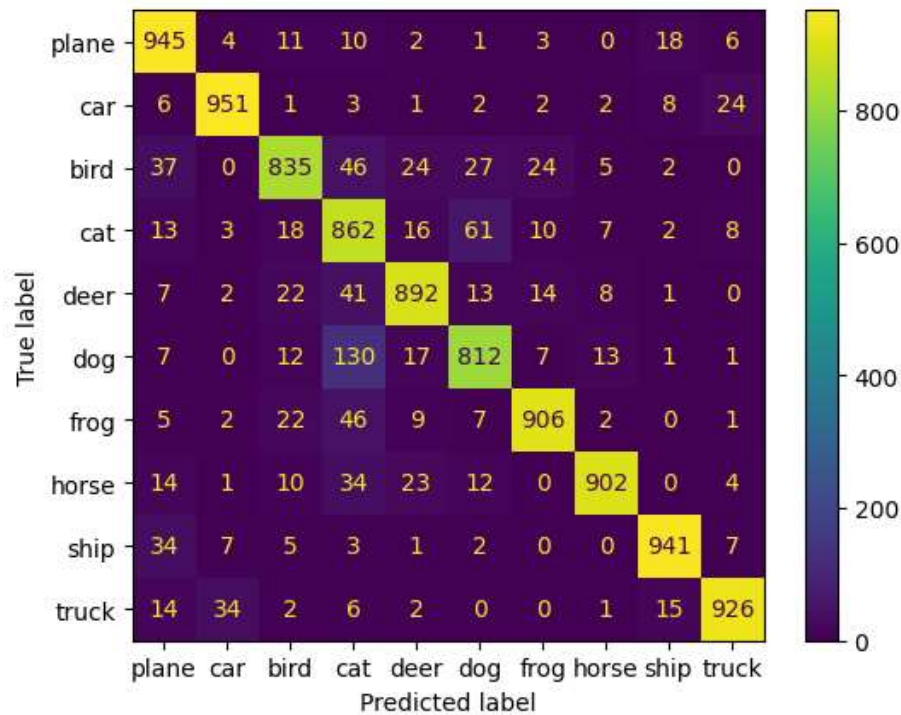 plane 945 4 11 10 2 1 3 0 18 6
car 6 951 1 3 1 2 2 2 8 24
bird 37 0 835 46 24 27 24 5 2 0
cat 13 3 18 862 16 61 10 7 2 8
deer 7 2 22 41 892 13 14 8 1 0
dog 7 0 12 130 17 812 7 13 1 1
frog 5 2 22 46 9 7 906 2 0 1
horse 14 1 10 34 23 12 0 902 0 4
ship 34 7 5 3 1 2 0 0 941 7
truck 14 34 2 6 2 0 0 1 15 926
plane car bird cat deer dog frog horse ship truck
Predicted label
True label
800
600
400
200
0